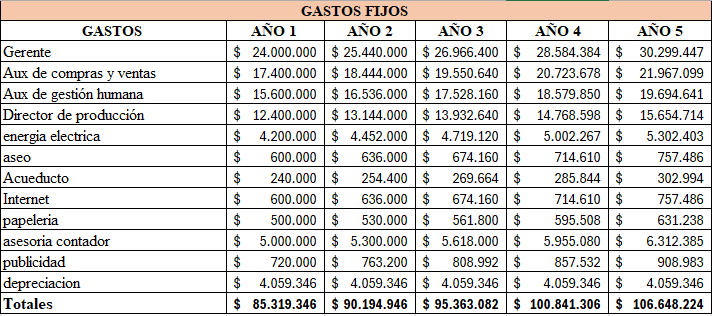 GASTOS FIJOS
GASTOS AÑO 1 AÑO 2 AÑO 3 AÑO 4 AÑO 5
Gerente $ 24.000.000 $ 25.440.000 $ 26.966.400 $ 28.584.384 $ 30.299.447
Aux de compras y ventas $ 17.400.000 $ 18.444.000 $ 19.550.640 $ 20.723.678 $ 21.967.099
Aux de gestión humana $ 15.600.000 $ 16.536.000 $ 17.528.160 $ 18.579.850 $ 19.694.641
Director de producción $ 12.400.000 $ 13.144.000 $ 13.932.640 $ 14.768.598 $ 15.654.714
energia electrica $ 4.200.000 $ 4.452.000 $ 4.719.120 $ 5.002.267 $ 5.302.403
aseo $ 600.000 $ 636.000 $ 674.160 $ 714.610 $ 757.486
Acueducto $ 240.000 $ 254.400 $ 269.664 $ 285.844 $ 302.994
Internet $ 600.000 $ 636.000 $ 674.160 $ 714.610 $ 757.486
papeleria $ 500.000 $ 530.000 $ 561.800 $ 595.508 $ 631.238
asesoria contador $ 5.000.000 $ 5.300.000 $ 5.618.000 $ 5.955.080 $ 6.312.385
publicidad $ 720.000 $ 763.200 $ 808.992 $ 857.532 $ 908.983
depreciacion $ 4.059.346 $ 4.059.346 $ 4.059.346 $ 4.059.346 $ 4.059.346
Totales $ 85.319.346 $ 90.194.946 $ 95.363.082 $ 100.841.306 $ 106.648.224